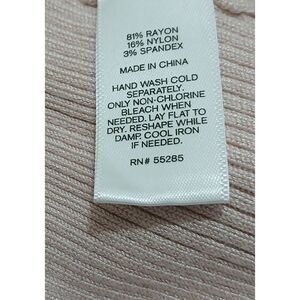 81% RAYON
16% NYLON
3% SPANDEX
MADE IN CHINA
HAND WASH COLD
SEPARATELY.
ONLY NON-CHLORINE
BLEACH WHEN
NEEDED. LAY FLAT TO
DRY. RESHAPE WHILE
DAMP. COOL IRON
IF NEEDED.
RN# 55285